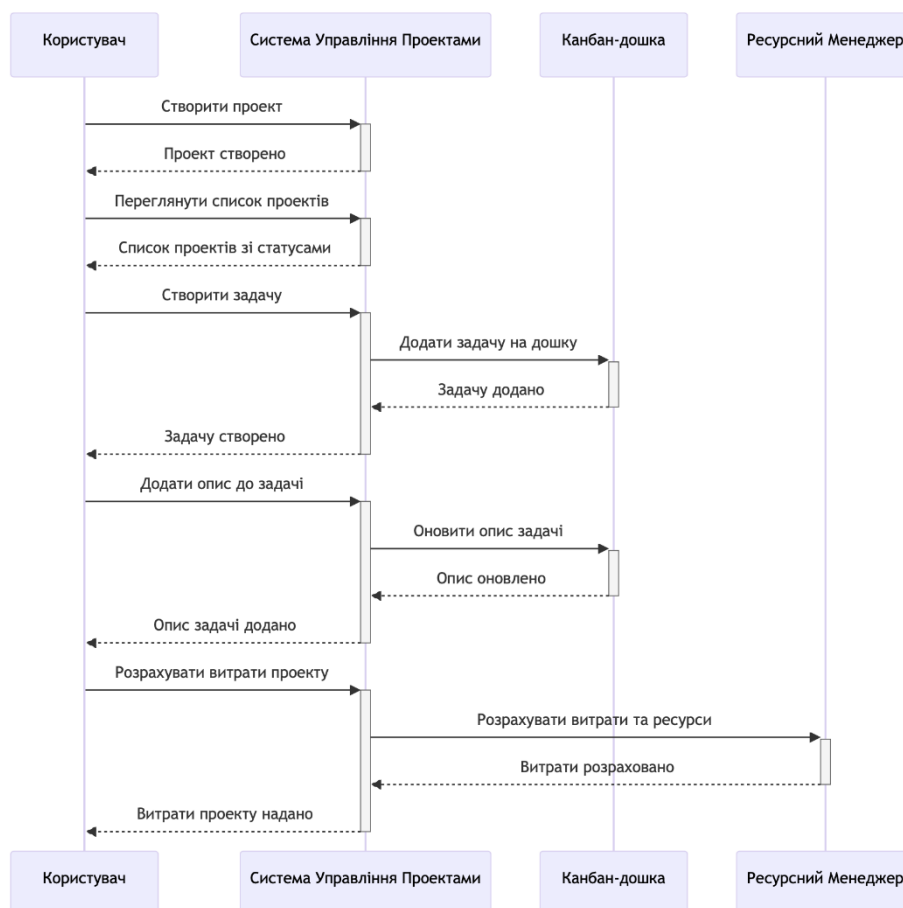 Користувач
Система Управління Проектами
Канбан-дошка
Ресурсний Менеджер
Створити проект
Проект створено
Переглянути список проектів
Список проектів зі статусами
Створити задачу
Додати задачу на дошку
Задачу додано
Задачу створено
Додати опис до задачі
Оновити опис задачі
Опис оновлено
Опис задачі додано
Розрахувати витрати проекту
Розрахувати витрати та ресурси
Витрати розраховано
Витрати проекту надано
Користувач
Система Управління Проектами
Канбан-дошка
Ресурсний Менеджер